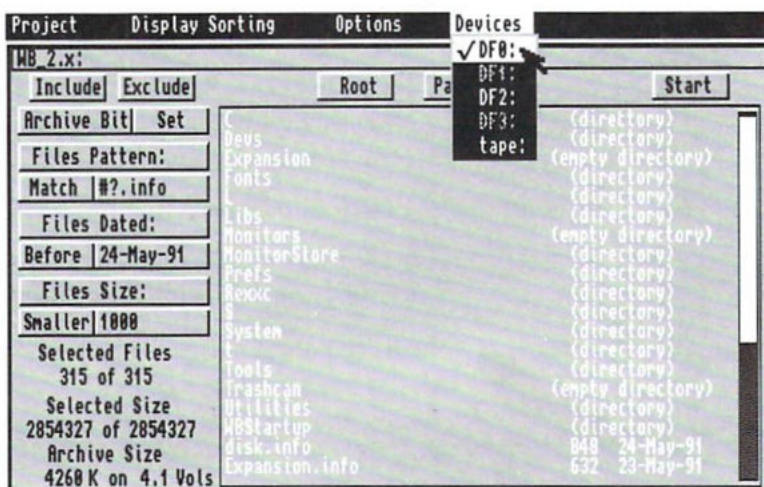 Project Display Sorting Options Devices
WB_2.x:
✓ DF0:
DF1:
DF2:
DF3:
tape:
Include Exclude Root Pa Start
Archive Bit Set
Files Pattern:
Match #?.info
Files Dated:
Before 24-May-91
Files Size:
Smaller 1000
Selected Files
315 of 315
Selected Size
2854327 of 2854327
Archive Size
4260 K on 4.1 Vols
C (directory)
Devs (directory)
Expansion (empty directory)
Fonts (directory)
L (directory)
Libs (directory)
Monitors (empty directory)
MonitorStore (directory)
Prefs (directory)
Rexxc (directory)
S (directory)
System (directory)
t (directory)
Tools (directory)
Trashcan (empty directory)
Utilities (directory)
WBStartup (directory)
disk.info 848 24-May-91
Expansion.info 632 23-May-91